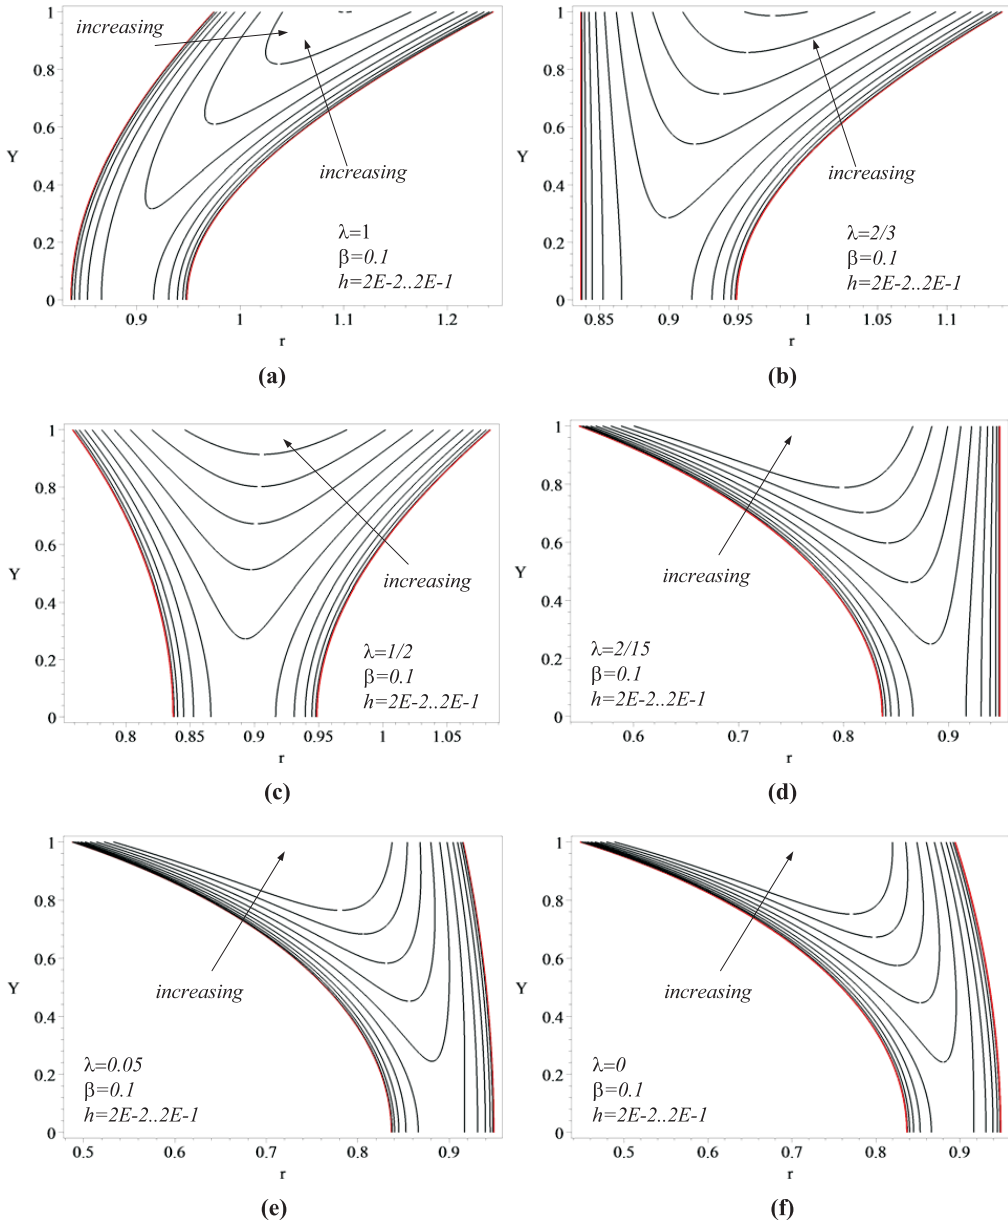 increasing
increasing
λ=1
β=0.1
h=2E-2..2E-1
Y
1
0.8
0.6
0.4
0.2
0
0.9 1 1.1 1.2
r
(a)
increasing
λ=2/3
β=0.1
h=2E-2..2E-1
Y
1
0.8
0.6
0.4
0.2
0
0.85 0.9 0.95 1 1.05 1.1
r
(b)
increasing
λ=1/2
β=0.1
h=2E-2..2E-1
Y
1
0.8
0.6
0.4
0.2
0
0.8 0.85 0.9 0.95 1 1.05
r
(c)
increasing
λ=2/15
β=0.1
h=2E-2..2E-1
Y
1
0.8
0.6
0.4
0.2
0
0.6 0.7 0.8 0.9
r
(d)
increasing
λ=0.05
β=0.1
h=2E-2..2E-1
Y
1
0.8
0.6
0.4
0.2
0
0.5 0.6 0.7 0.8 0.9
r
(e)
increasing
λ=0
β=0.1
h=2E-2..2E-1
Y
1
0.8
0.6
0.4
0.2
0
0.5 0.6 0.7 0.8 0.9
r
(f)